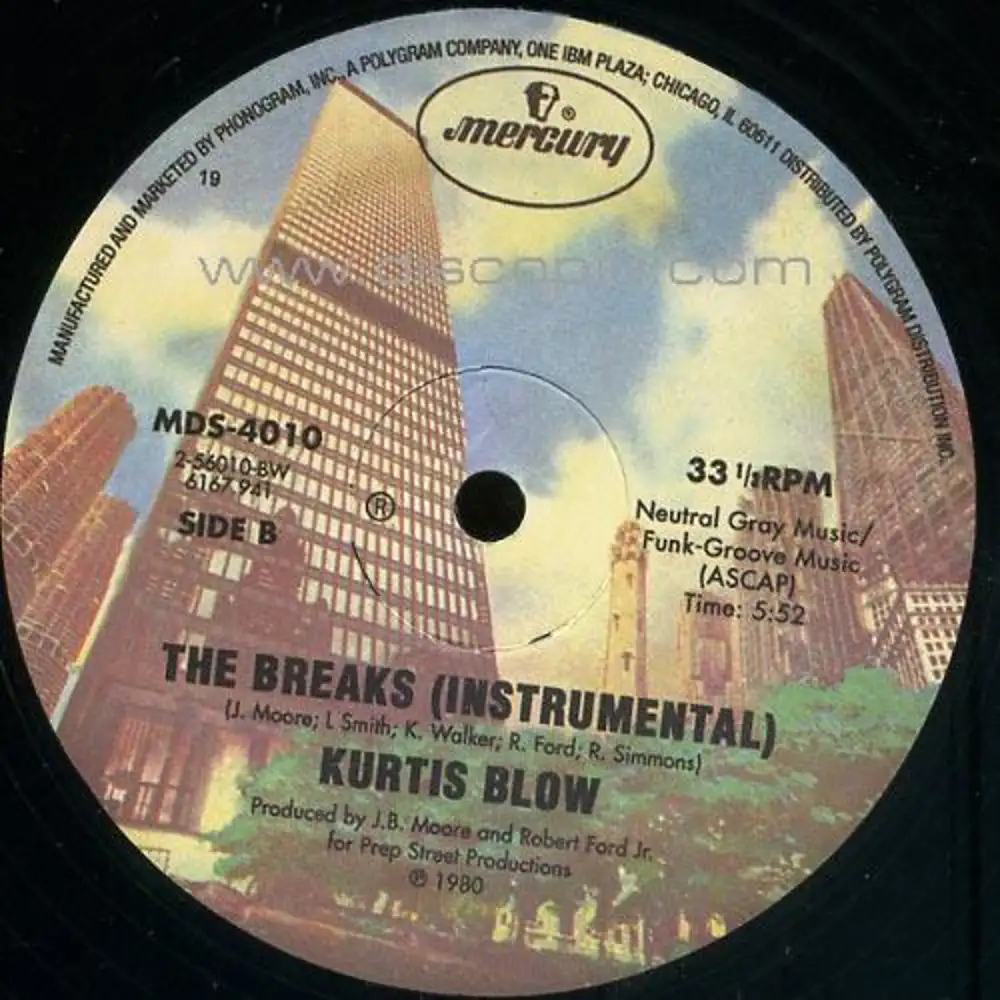 MANUFACTURED AND MARKETED BY PHONOGRAM, INC., A POLYGRAM COMPANY, ONE IBM PLAZA; CHICAGO, IL 60611 DISTRIBUTED BY POLYGRAM DISTRIBUTION INC.
mercury ®
19
MDS-4010
2-56010-BW
6167 941
SIDE B
®
33 1/3 RPM
Neutral Gray Music/
Funk-Groove Music
(ASCAP)
Time: 5:52
THE BREAKS (INSTRUMENTAL)
(J. Moore; L Smith; K. Walker; R. Ford; R. Simmons)
KURTIS BLOW
Produced by J.B. Moore and Robert Ford Jr.
for Prep Street Productions
℗ 1980